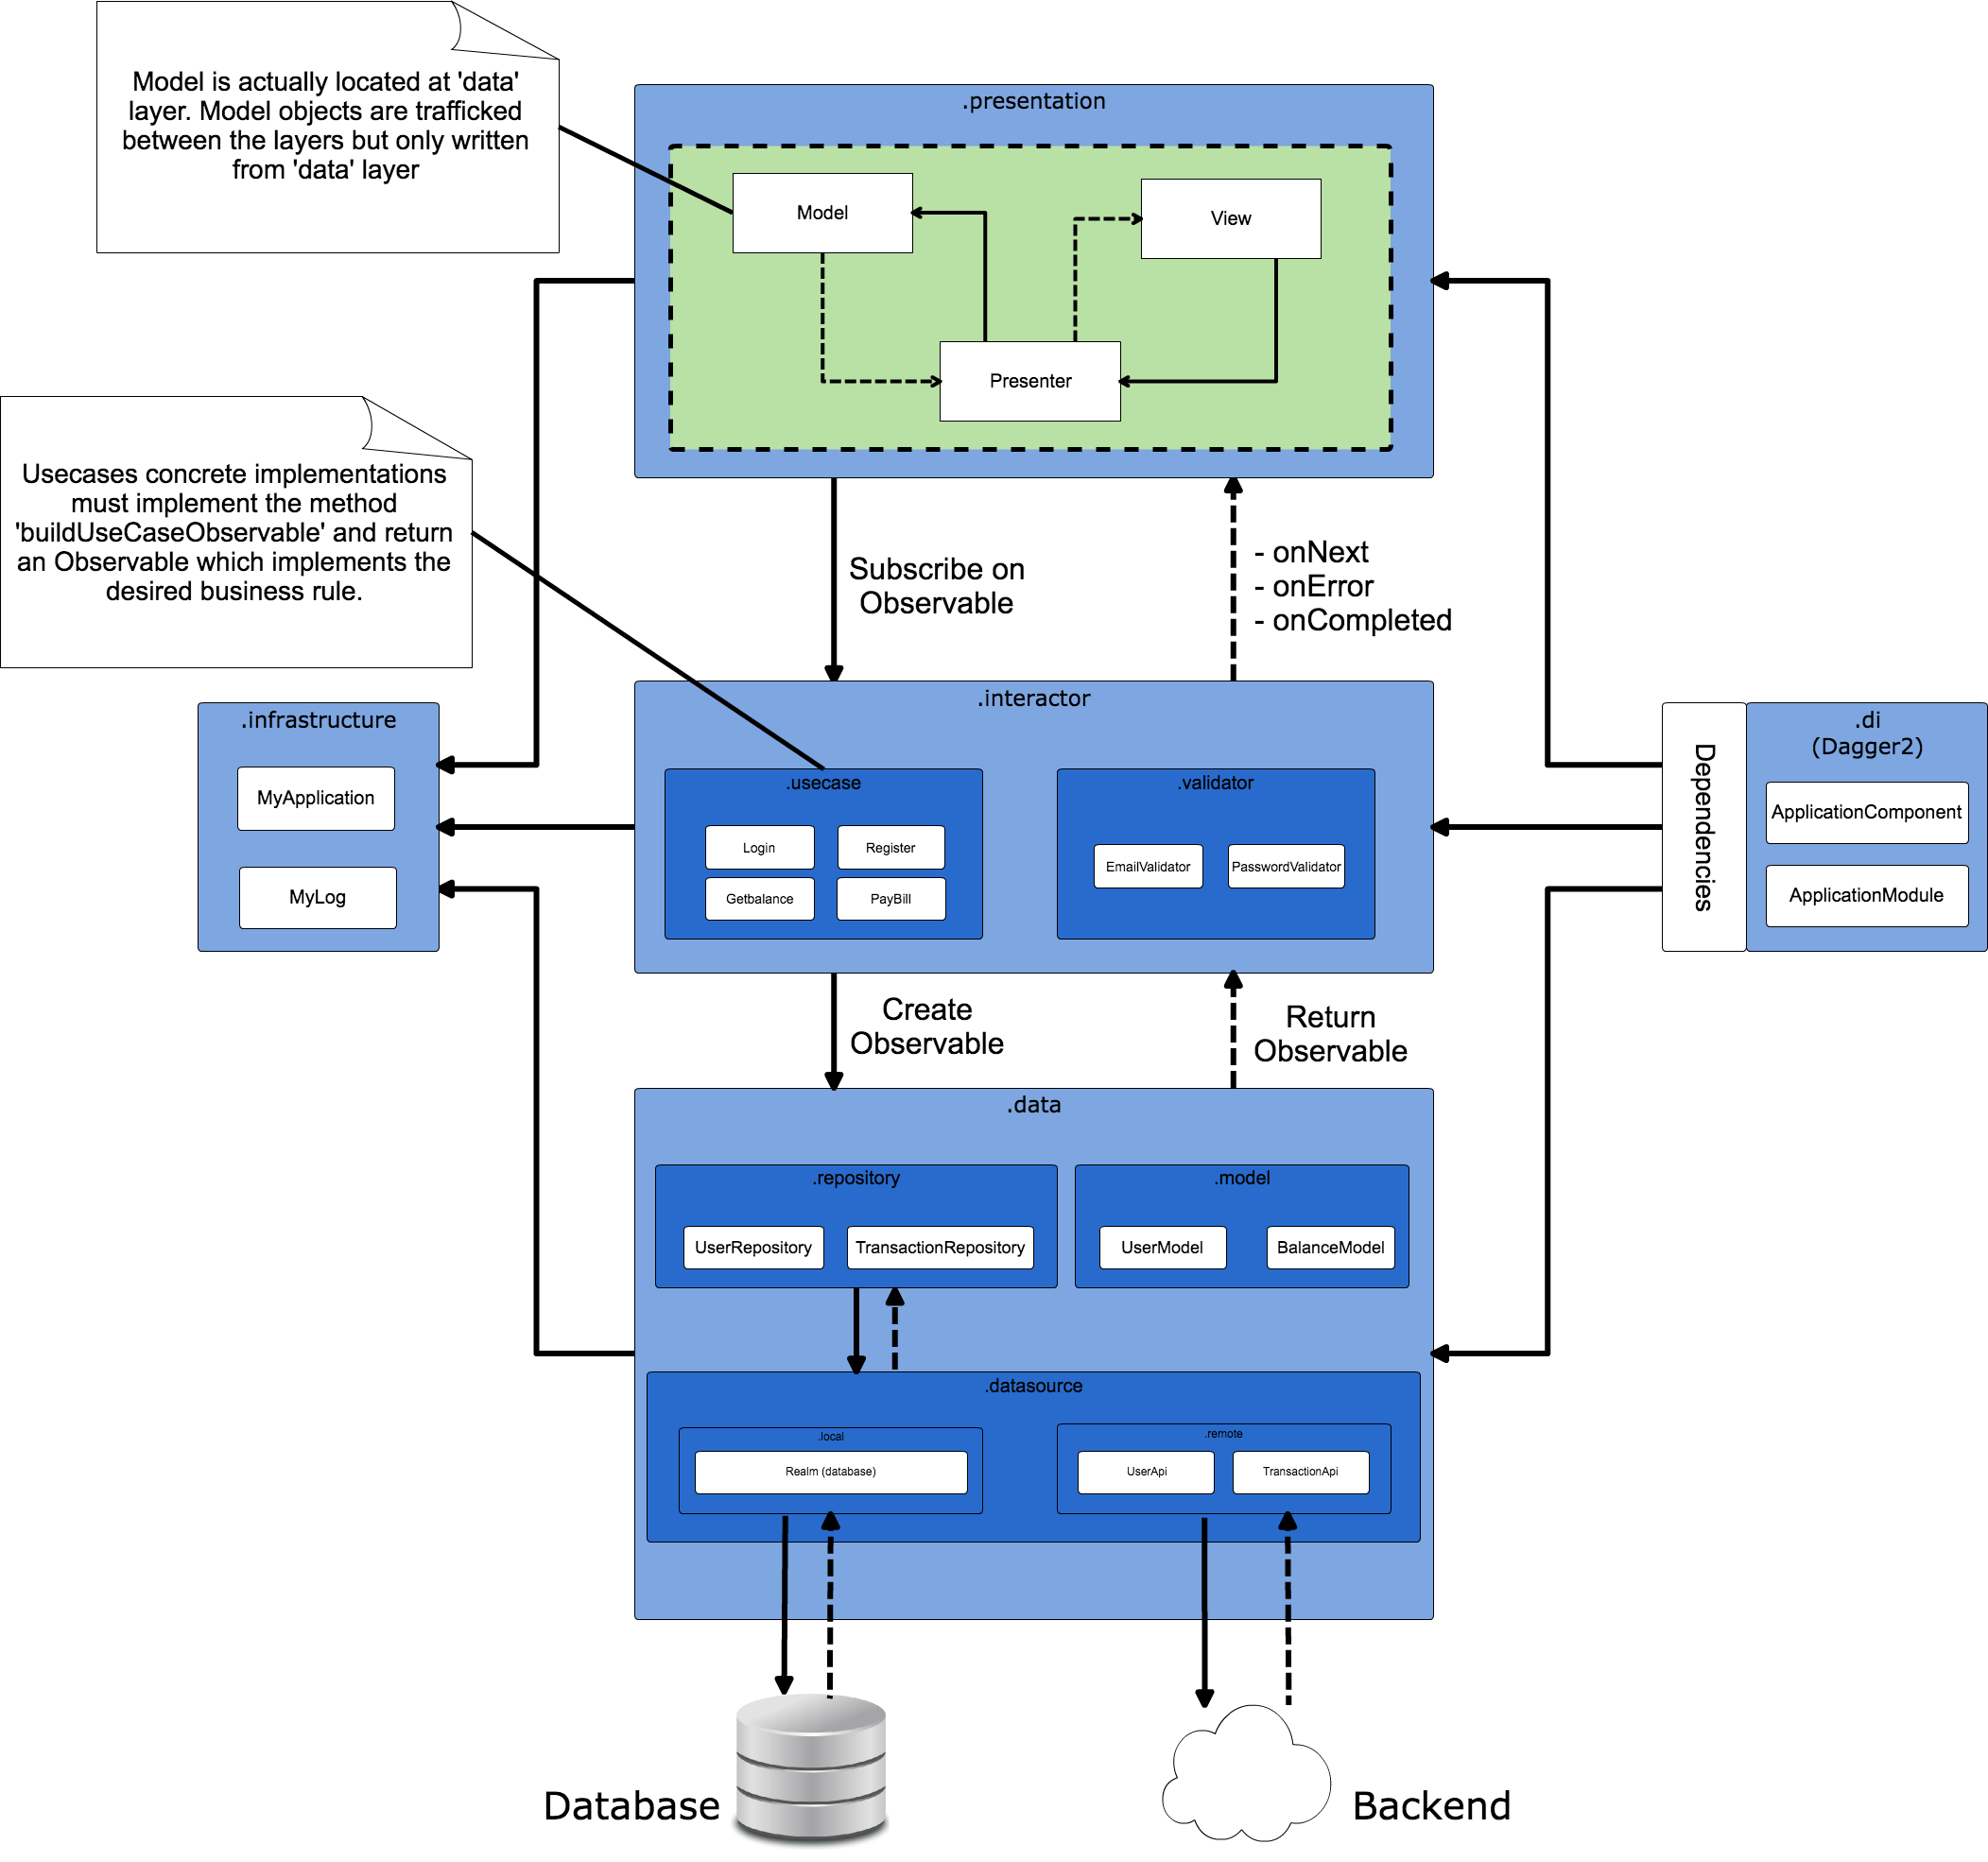 Model is actually located at 'data'
layer. Model objects are trafficked
between the layers but only written
from 'data' layer
.presentation
Model
View
Presenter
Usecases concrete implementations
must implement the method
'buildUseCaseObservable' and return
an Observable which implements the
desired business rule.
Subscribe on
Observable
- onNext
- onError
- onCompleted
.infrastructure
MyApplication
MyLog
.interactor
.usecase
Login
Register
Getbalance
PayBill
.validator
EmailValidator
PasswordValidator
Dependencies
.di
(Dagger2)
ApplicationComponent
ApplicationModule
Create
Observable
Return
Observable
.data
.repository
UserRepository
TransactionRepository
.model
UserModel
BalanceModel
.datasource
.local
Realm (database)
.remote
UserApi
TransactionApi
Database
Backend